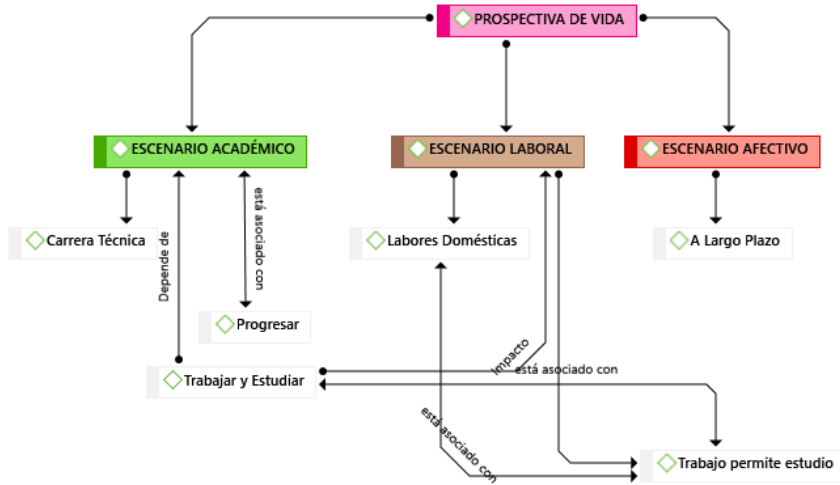 PROSPECTIVA DE VIDA
ESCENARIO ACADÉMICO
ESCENARIO LABORAL
ESCENARIO AFECTIVO
está asociado con
Depende de
Carrera Técnica
Labores Domésticas
A Largo Plazo
Progresar
Impacto
está asociado con
Trabajar y Estudiar
está asociado con
Trabajo permite estudio